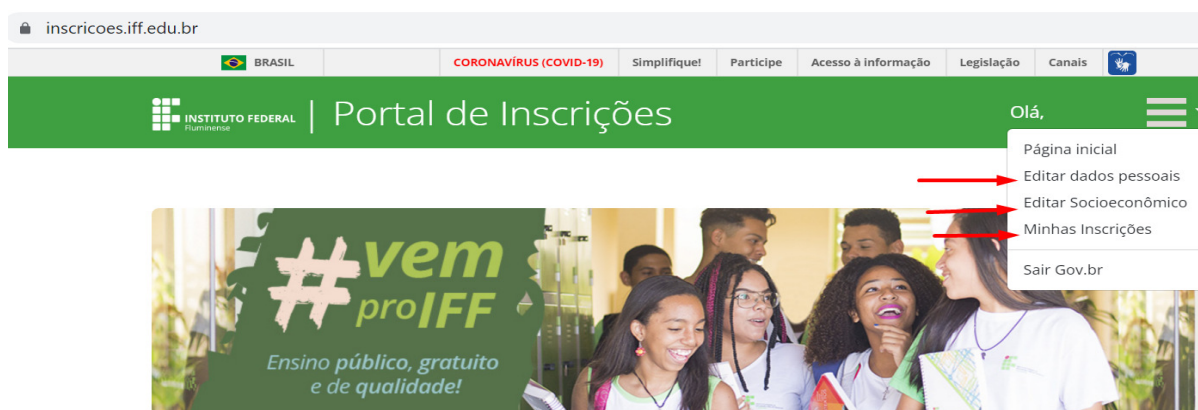 inscricoes.iff.edu.br
BRASIL CORONAVÍRUS (COVID-19) Simplifique! Participe Acesso à informação Legislação Canais
INSTITUTO FEDERAL
Fluminense
Portal de Inscrições
Olá,
Página inicial
Editar dados pessoais
Editar Socioeconômico
Minhas Inscrições
Sair Gov.br
#vem
proIFF
Ensino público, gratuito
e de qualidade!